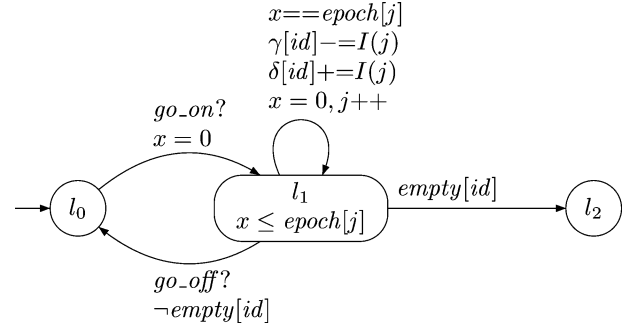 x==epoch[j]
γ[id]−=I(j)
δ[id]+=I(j)
x = 0, j++
go_on?
x = 0
empty[id]
l₀
l₁
x ≤ epoch[j]
l₂
go_off?
¬empty[id]